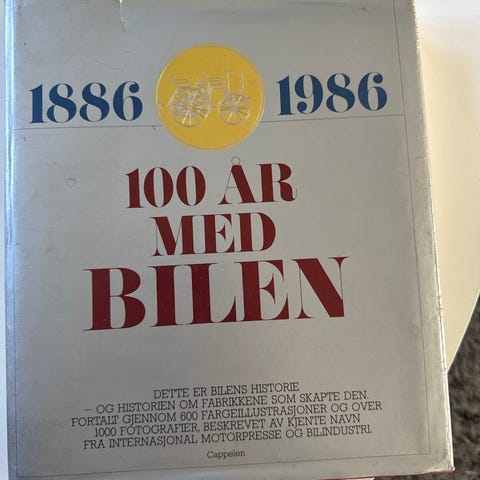 1886 1986
100 ÅR
MED
BILEN
DETTE ER BILENS HISTORIE
– OG HISTORIEN OM FABRIKKENE SOM SKAPTE DEN.
FORTALT GJENNOM 600 FARGEILLUSTRASJONER OG OVER
1000 FOTOGRAFIER, BESKREVET AV KJENTE NAVN
FRA INTERNASJONAL MOTORPRESSE OG BILINDUSTRI.
Cappelen